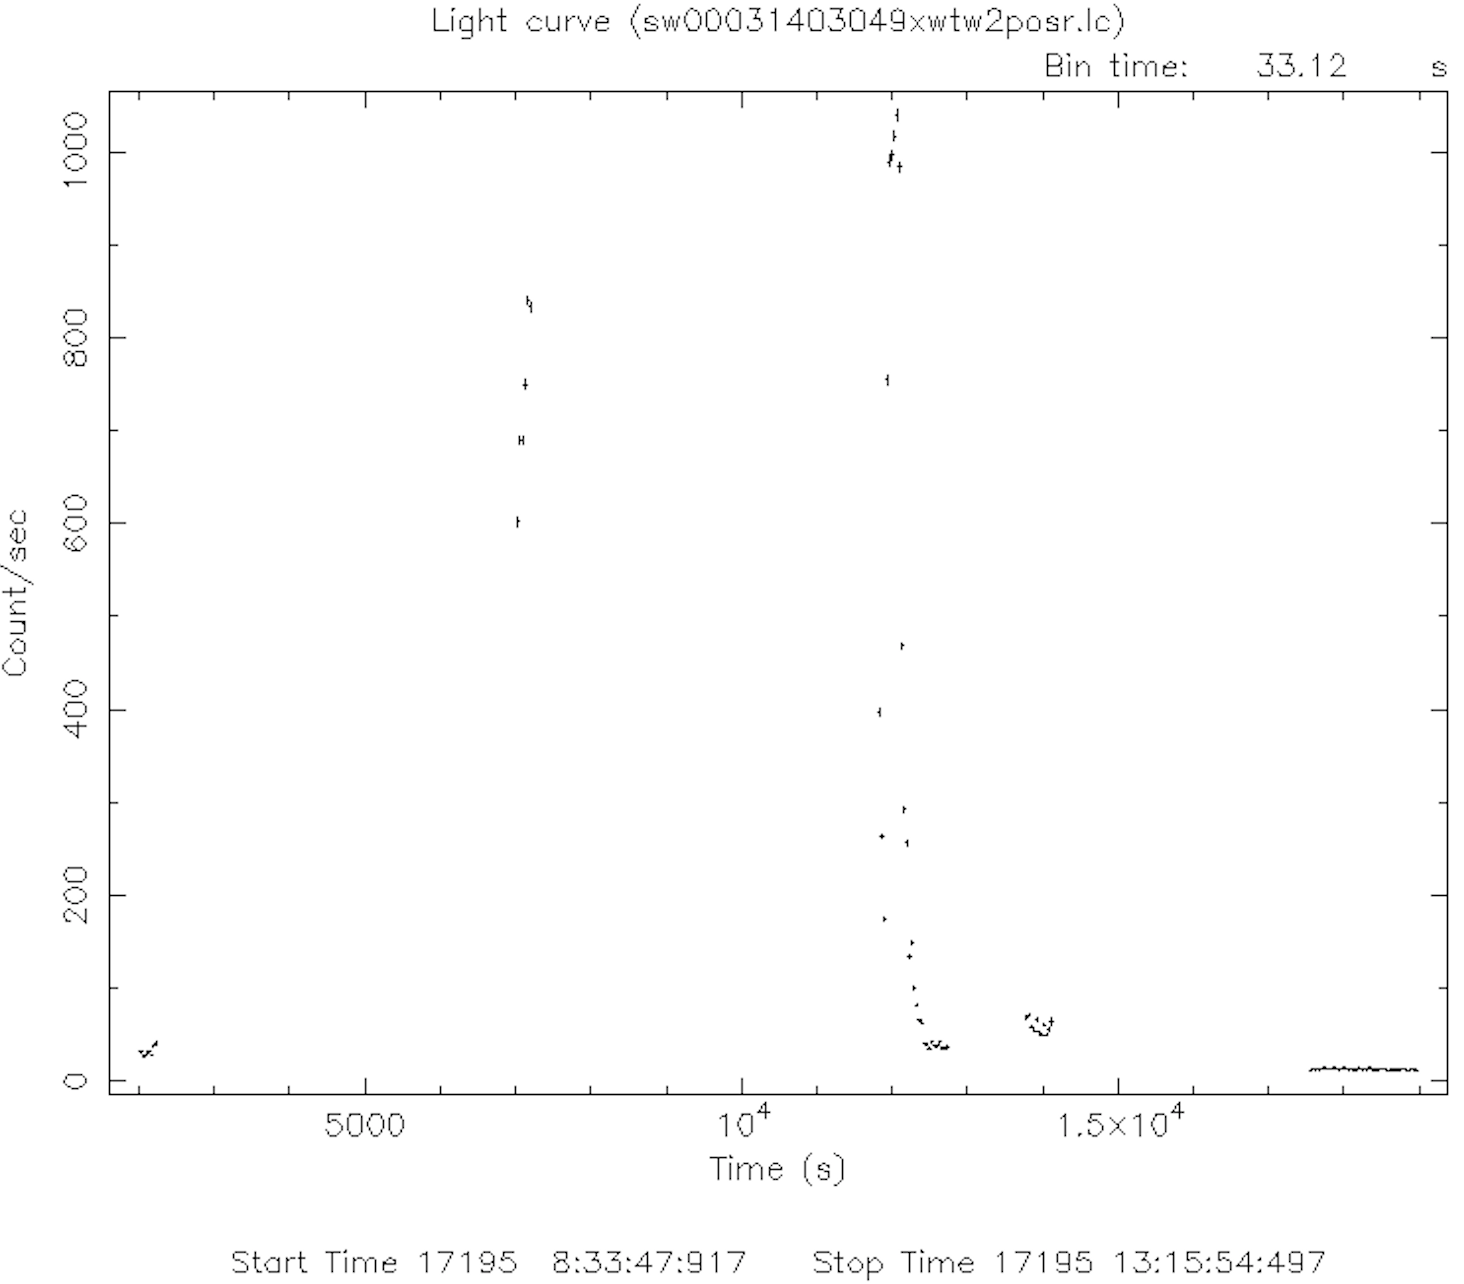 Light curve (sw00031403049xwtw2posr.lc)
Bin time: 33.12 s
1000
800
600
400
200
0
Count/sec
5000 10⁴ 1.5×10⁴
Time (s)
Start Time 17195 8:33:47:917 Stop Time 17195 13:15:54:497